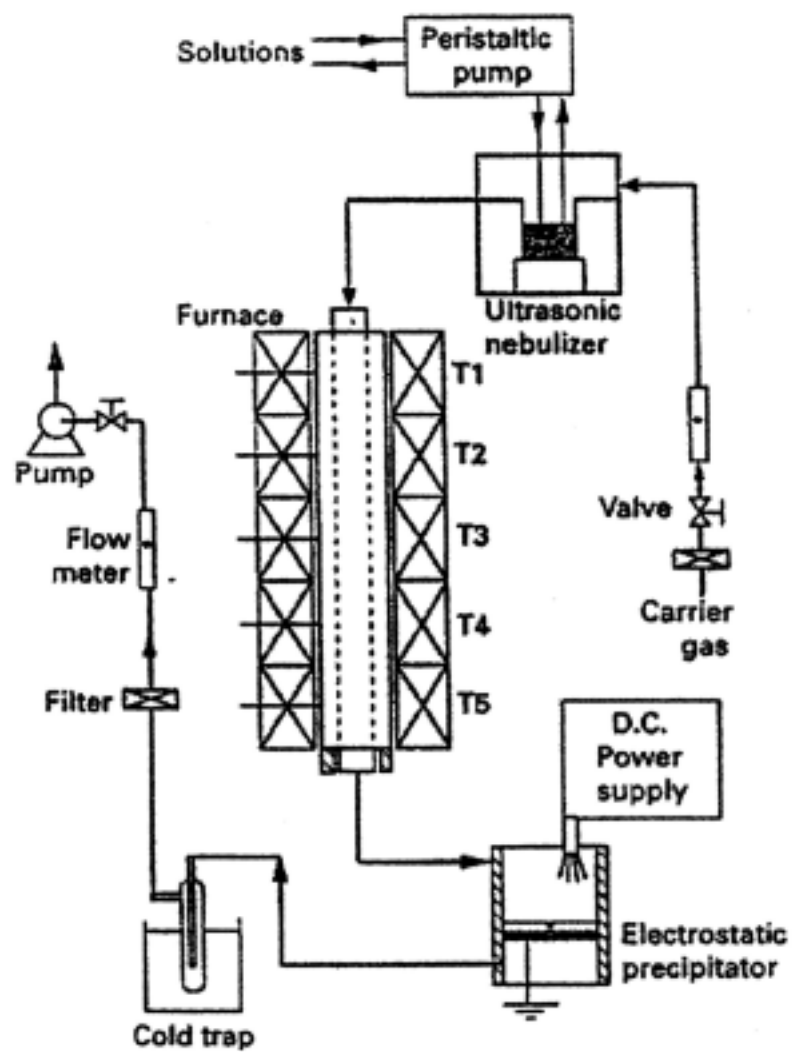 Solutions
Peristaltic
pump
Ultrasonic
nebulizer
Furnace
T1
T2
T3
T4
T5
Pump
Flow
meter
Filter
Valve
Carrier
gas
D.C.
Power
supply
Electrostatic
precipitator
Cold trap